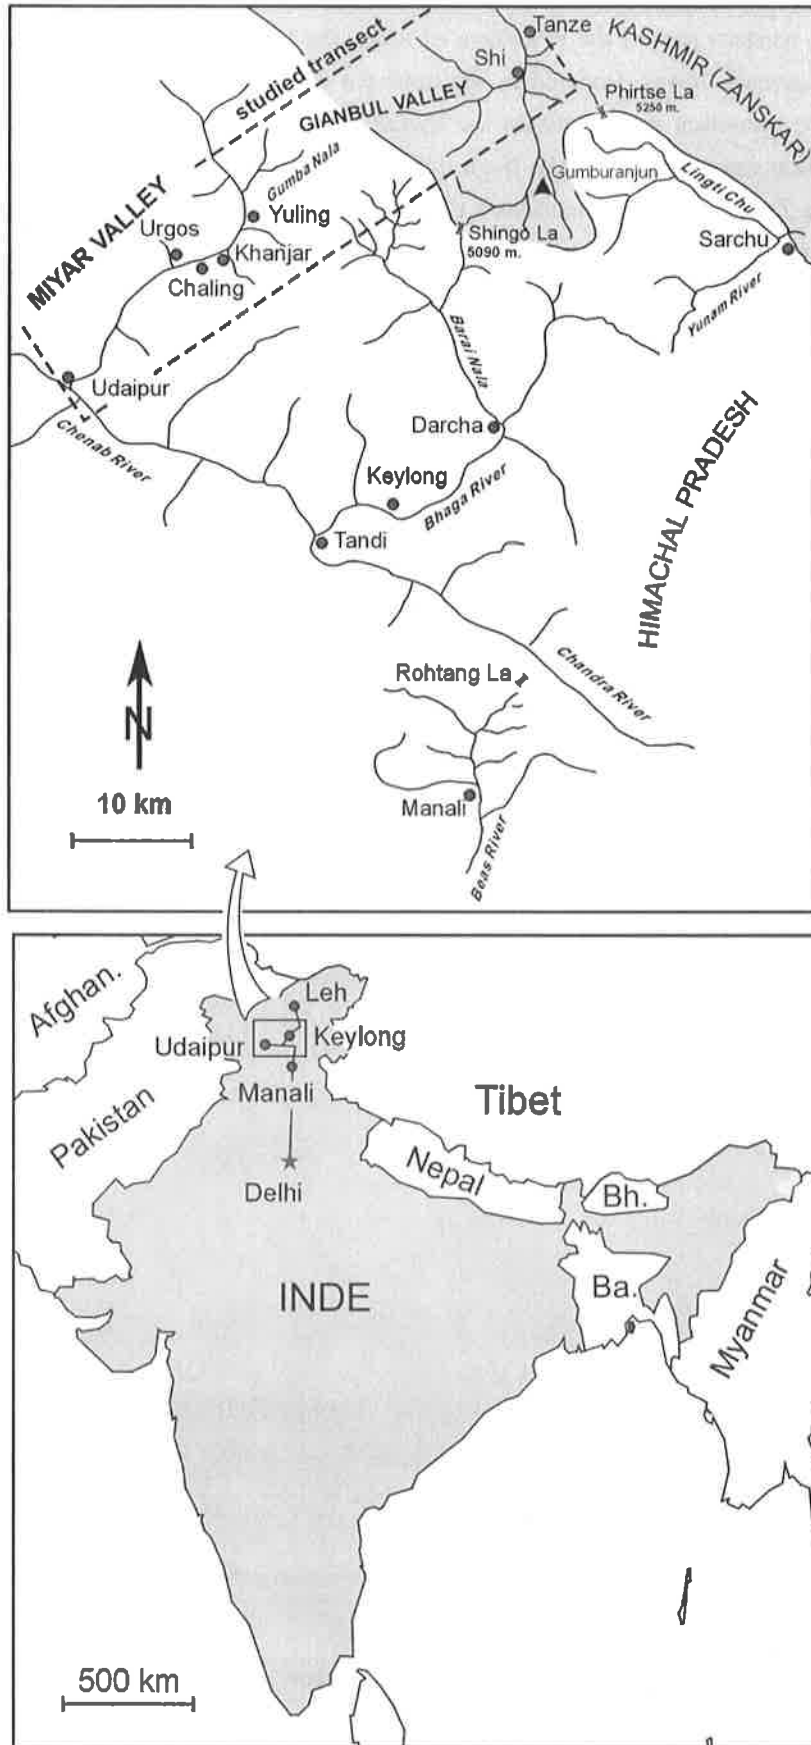 Tanze
KASHMIR (ZANSKAR)
studied transect
Shi
GIANBUL VALLEY
Phirtse La
5250 m.
Gumba Nala
Gumburanjun
Lingti Chu
MIYAR VALLEY
Yuling
Urgos
Shingo La
5090 m.
Sarchu
Khanjar
Chaling
Yunam River
Barai Nala
Udaipur
Chenab River
Darcha
Keylong
Bhaga River
HIMACHAL PRADESH
Tandi
Rohtang La
Chandra River
N
10 km
Manali
Beas River
Afghan.
Leh
Udaipur
Keylong
Pakistan
Manali
Tibet
Nepal
Bh.
Delhi
INDE
Ba.
Myanmar
500 km